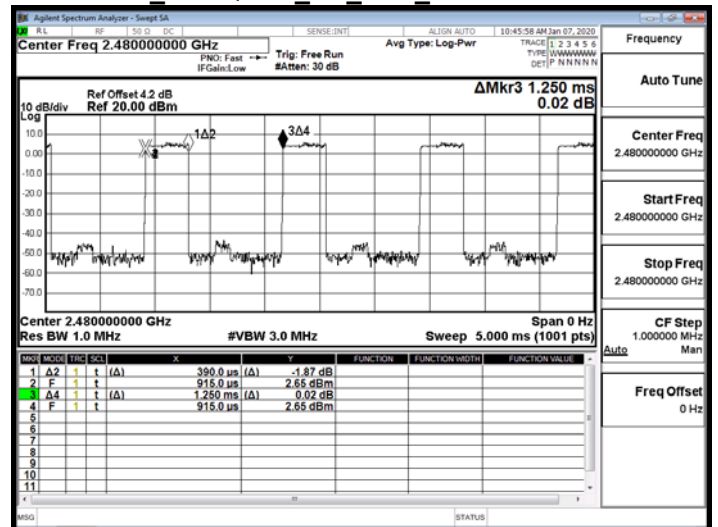 Agilent Spectrum Analyzer - Swept SA
RL RF 50 Ω DC SENSE:INT ALIGN AUTO 10:45:58 AM Jan 07, 2020
Center Freq 2.480000000 GHz
PNO: Fast
IFGain:Low
Trig: Free Run
#Atten: 30 dB
Avg Type: Log-Pwr
TRACE 1 2 3 4 5 6
TYPE WWWWWW
DET P N N N N N
Ref Offset 4.2 dB
Ref 20.00 dBm
10 dB/div
Log
ΔMkr3 1.250 ms
0.02 dB
10.0
0.00
-10.0
-20.0
-30.0
-40.0
-50.0
-60.0
-70.0
1Δ2
3Δ4
Center 2.480000000 GHz
Span 0 Hz
Res BW 1.0 MHz
#VBW 3.0 MHz
Sweep 5.000 ms (1001 pts)
MKR MODE TRC SCL X Y FUNCTION FUNCTION WIDTH FUNCTION VALUE
1 Δ2 1 t (Δ) 390.0 µs (Δ) -1.87 dB
2 F 1 t 915.0 µs 2.65 dBm
3 Δ4 1 t (Δ) 1.250 ms (Δ) 0.02 dB
4 F 1 t 915.0 µs 2.65 dBm
5
6
7
8
9
10
11
MSG
STATUS
Frequency
Auto Tune
Center Freq
2.480000000 GHz
Start Freq
2.480000000 GHz
Stop Freq
2.480000000 GHz
CF Step
1.000000 MHz
Auto Man
Freq Offset
0 Hz